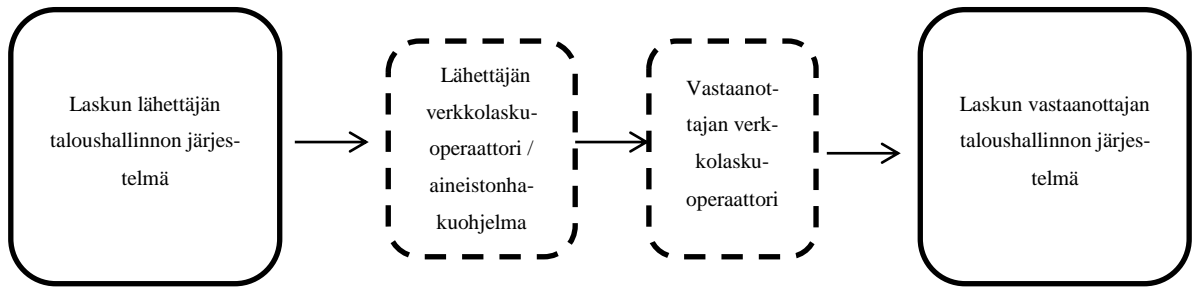 Laskun lähettäjän
taloushallinnon järjes-
telmä
Lähettäjän
verkkolasku-
operaattori /
aineistonha-
kuohjelma
Vastaanot-
tajan verk-
kolasku-
operaattori
Laskun vastaanottajan
taloushallinnon järjes-
telmä